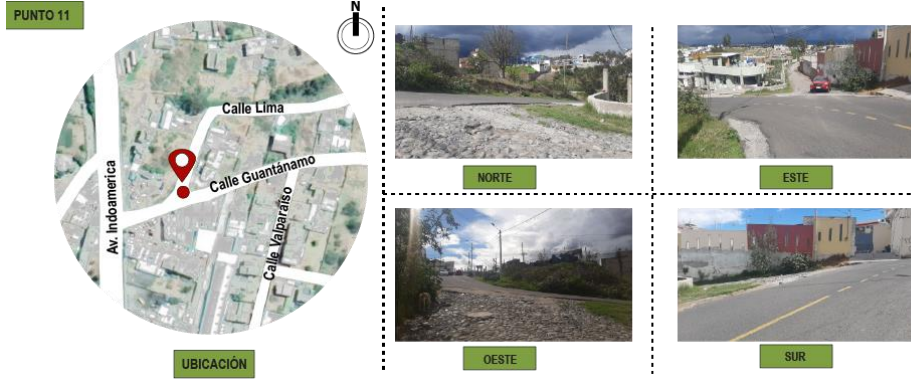 PUNTO 11
N
Calle Lima
Calle Guantánamo
Av. Indoamerica
Calle Valparaíso
UBICACIÓN
NORTE
ESTE
OESTE
SUR